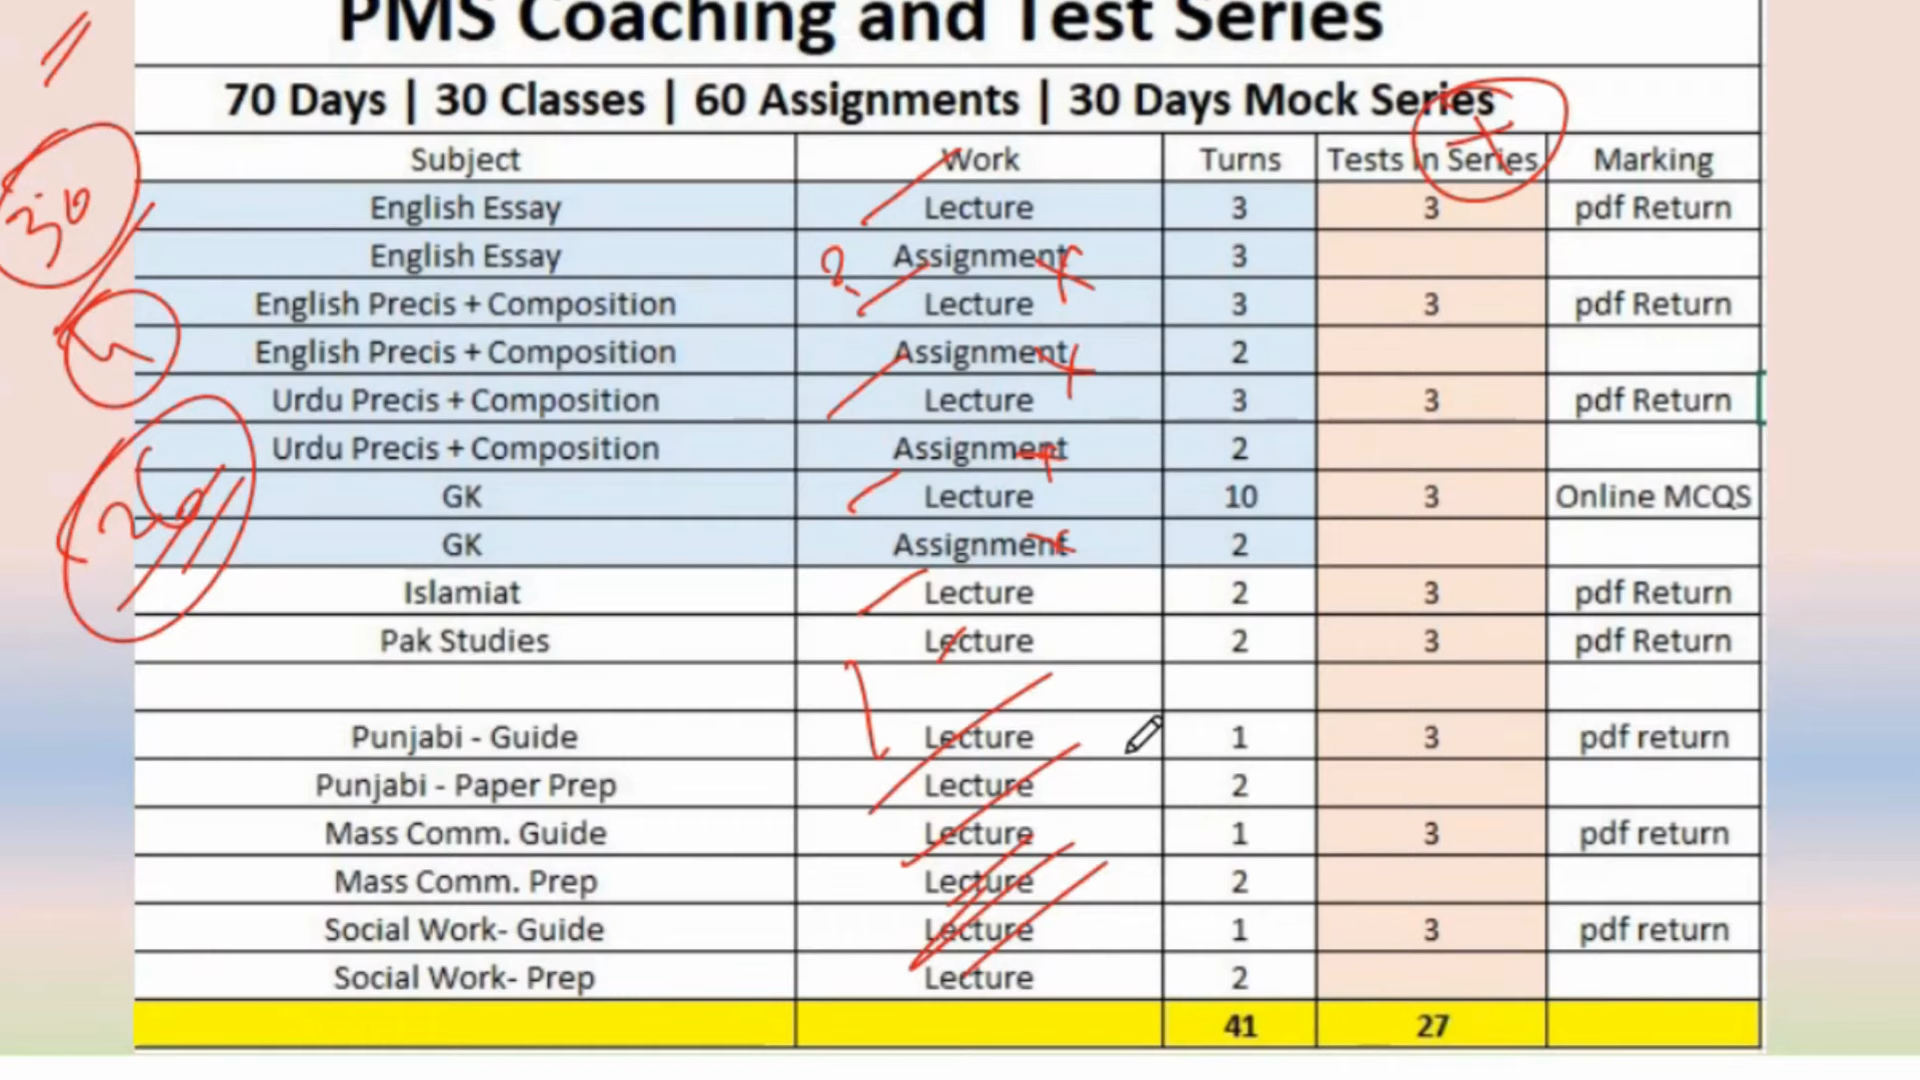 PMS Coaching and Test Series
70 Days | 30 Classes | 60 Assignments | 30 Days Mock Series
Subject Work Turns Tests in Series Marking
English Essay Lecture 3 3 pdf Return
English Essay Assignment 3
English Precis + Composition Lecture 3 3 pdf Return
English Precis + Composition Assignment 2
Urdu Precis + Composition Lecture 3 3 pdf Return
Urdu Precis + Composition Assignment 2
GK Lecture 10 3 Online MCQS
GK Assignment 2
Islamiat Lecture 2 3 pdf Return
Pak Studies Lecture 2 3 pdf Return
Punjabi - Guide Lecture 1 3 pdf return
Punjabi - Paper Prep Lecture 2
Mass Comm. Guide Lecture 1 3 pdf return
Mass Comm. Prep Lecture 2
Social Work- Guide Lecture 1 3 pdf return
Social Work- Prep Lecture 2
41 27
30